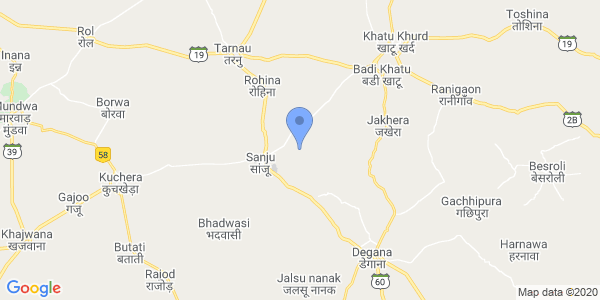 Toshina
तोशिना
Rol
रोल
Khatu Khurd
खाटू खर्द
19
19
Inana
इन्न
Tarnau
तरनु
Badi Khatu
बडी खाटू
Rohina
रोहिना
Ranigaon
रानीगाँव
Borwa
बोरवा
Mundwa
मारवाड़
मुंडवा
Jakhera
जखेरा
2B
39
58
Sanju
सांजू
Besroli
बेसरोली
Kuchera
कुचखेड़ा
Gajoo
गजू
Gachhipura
गछिपुरा
Bhadwasi
भदवासी
Khajwana
खजवाना
Butati
बताती
Degana
डेगाना
Harnawa
हरनावा
Raiod
राजोड़
Jalsu nanak
जलसू नानक
60
Google
Map data ©2020